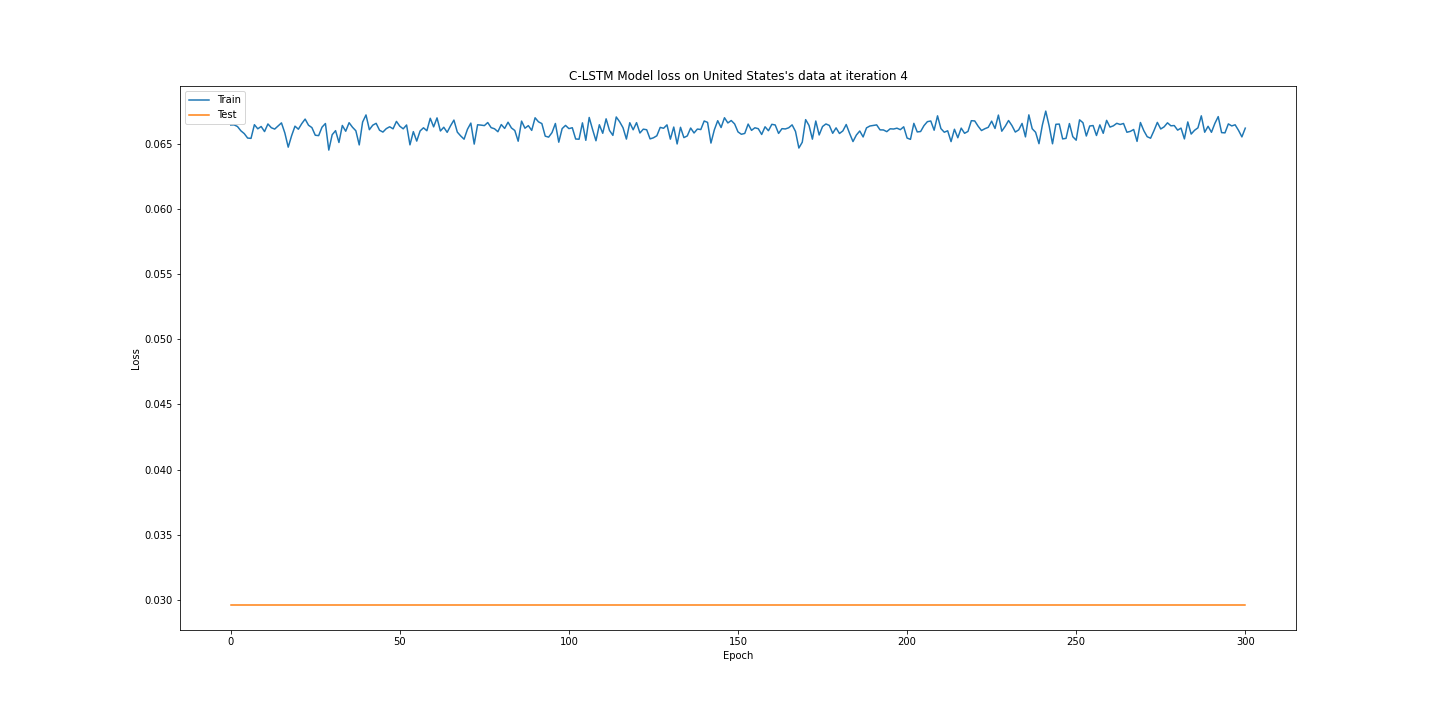 C-LSTM Model loss on United States's data at iteration 4
Train
Test
0.065
0.060
0.055
0.050
0.045
0.040
0.035
0.030
Loss
0 50 100 150 200 250 300
Epoch